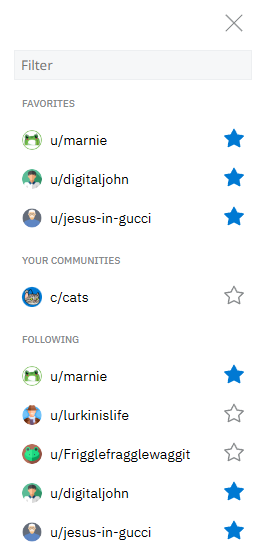 Filter
FAVORITES
u/marnie
u/digitaljohn
u/jesus-in-gucci
YOUR COMMUNITIES
c/cats
FOLLOWING
u/marnie
u/lurkinislife
u/Frigglefragglewaggit
u/digitaljohn
u/jesus-in-gucci